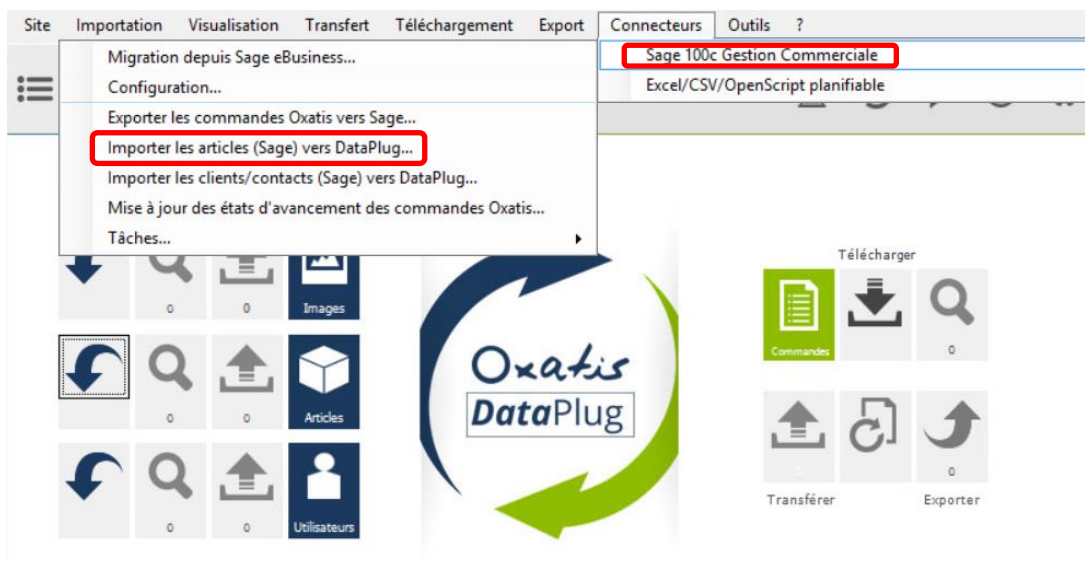 Site Importation Visualisation Transfert Téléchargement Export Connecteurs Outils ?
Migration depuis Sage eBusiness...
Configuration...
Exporter les commandes Oxatis vers Sage...
Importer les articles (Sage) vers DataPlug...
Importer les clients/contacts (Sage) vers DataPlug...
Mise à jour des états d'avancement des commandes Oxatis...
Tâches...
Sage 100c Gestion Commerciale
Excel/CSV/OpenScript planifiable
0 0 Images
0 0 Articles
0 0 Utilisateurs
Oxatis
DataPlug
Télécharger
Commandes 0
0 0
Transférer Exporter